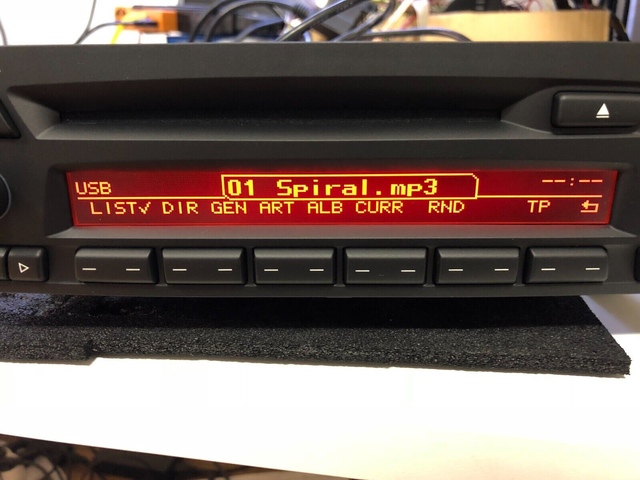 USB 01 Spiral.mp3 --:--
LIST✓ DIR GEN ART ALB CURR RND TP